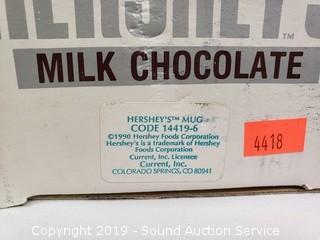 HERSHEY'S
™
MILK CHOCOLATE
HERSHEY'S™ MUG
CODE 14419-6
©1990 Hershey Foods Corporation
Hershey's is a trademark of Hershey
Foods Corporation
Current, Inc. Licensee
Current, Inc.
COLORADO SPRINGS, CO 80941
4418
Copyright 2019 - Sound Auction Service